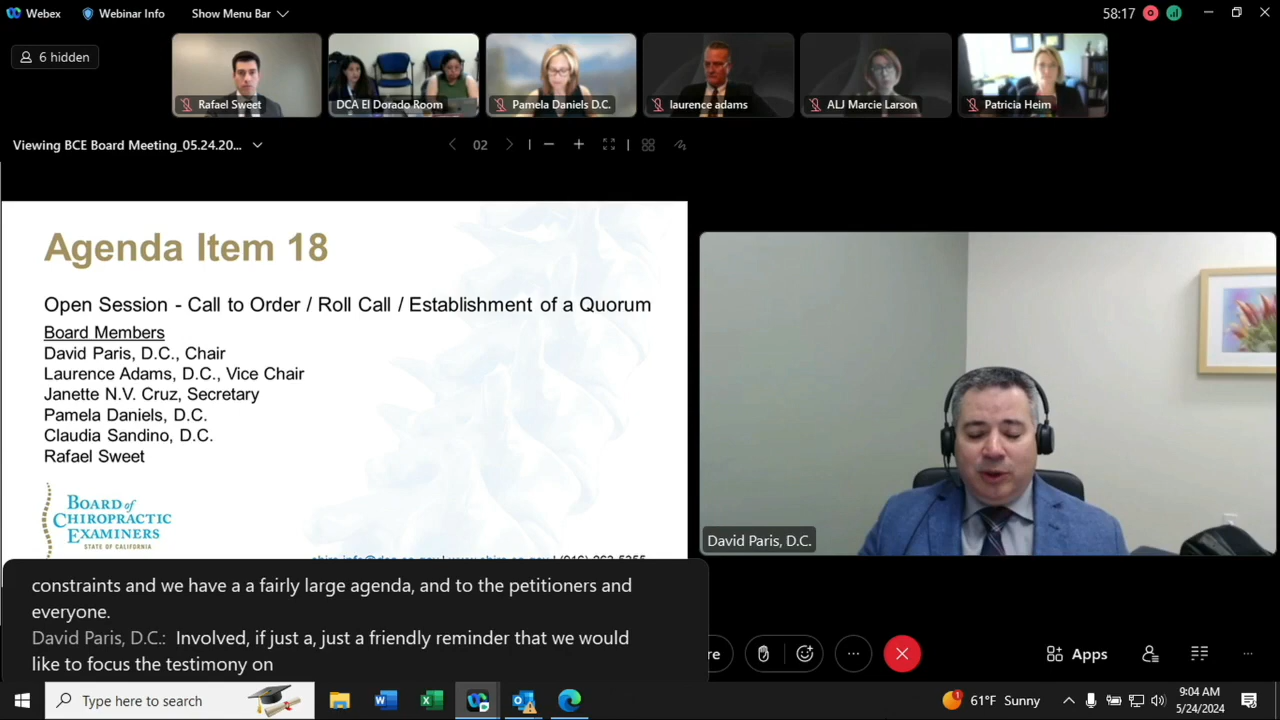 Webex
Webinar Info
Show Menu Bar
58:17
6 hidden
Rafael Sweet
DCA El Dorado Room
Pamela Daniels D.C.
laurence adams
ALJ Marcie Larson
Patricia Heim
Viewing BCE Board Meeting_05.24.20...
02
Agenda Item 18
Open Session - Call to Order / Roll Call / Establishment of a Quorum
Board Members
David Paris, D.C., Chair
Laurence Adams, D.C., Vice Chair
Janette N.V. Cruz, Secretary
Pamela Daniels, D.C.
Claudia Sandino, D.C.
Rafael Sweet
BOARD of
CHIROPRACTIC
EXAMINERS
STATE OF CALIFORNIA
David Paris, D.C.
constraints and we have a a fairly large agenda, and to the petitioners and
everyone.
David Paris, D.C.: Involved, if just a, just a friendly reminder that we would
like to focus the testimony on
re
Apps
Type here to search
1
61°F Sunny
9:04 AM
5/24/2024